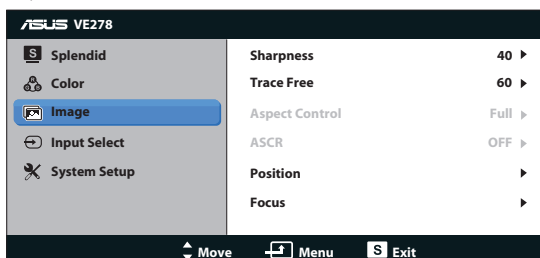 ASUS VE278
S Splendid
Color
Image
Input Select
System Setup
Sharpness 40
Trace Free 60
Aspect Control Full
ASCR OFF
Position
Focus
Move Menu S Exit